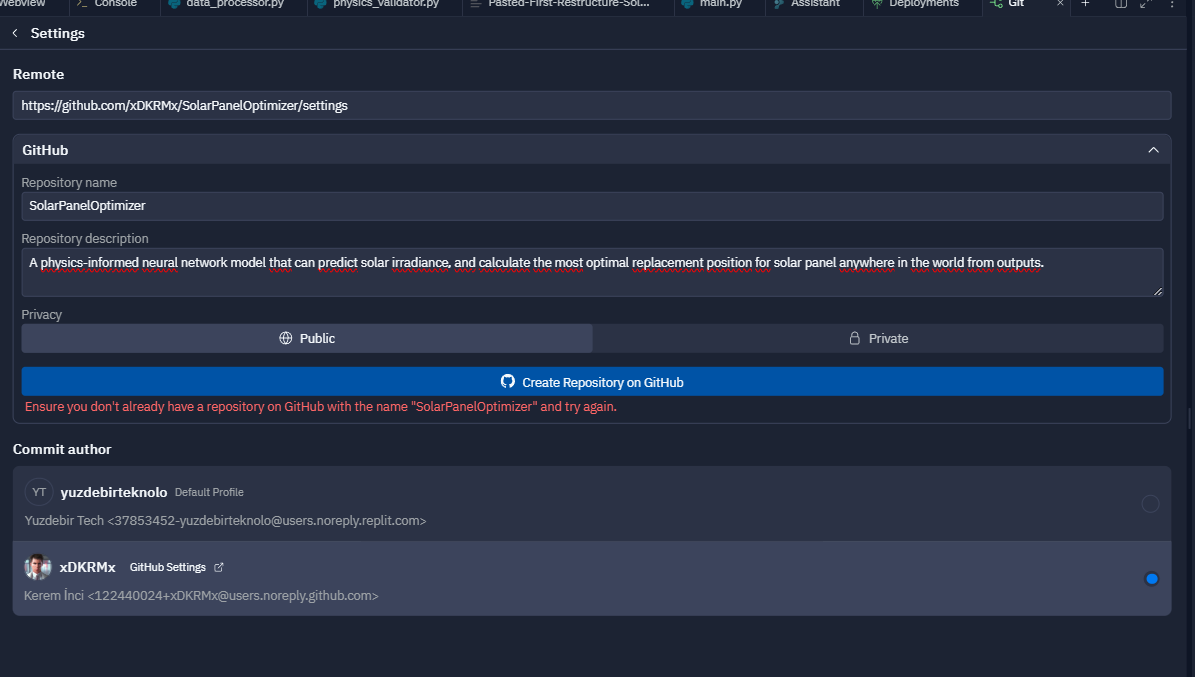 Webview
Console
data_processor.py
physics_validator.py
Pasted-First-Restructure-Sol...
main.py
Assistant
Deployments
Git
Settings
Remote
https://github.com/xDKRMx/SolarPanelOptimizer/settings
GitHub
Repository name
SolarPanelOptimizer
Repository description
A physics-informed neural network model that can predict solar irradiance, and calculate the most optimal replacement position for solar panel anywhere in the world from outputs.
Privacy
Public
Private
Create Repository on GitHub
Ensure you don't already have a repository on GitHub with the name "SolarPanelOptimizer" and try again.
Commit author
YT yuzdebirteknolo Default Profile
Yuzdebir Tech <37853452-yuzdebirteknolo@users.noreply.replit.com>
xDKRMx GitHub Settings
Kerem İnci <122440024+xDKRMx@users.noreply.github.com>